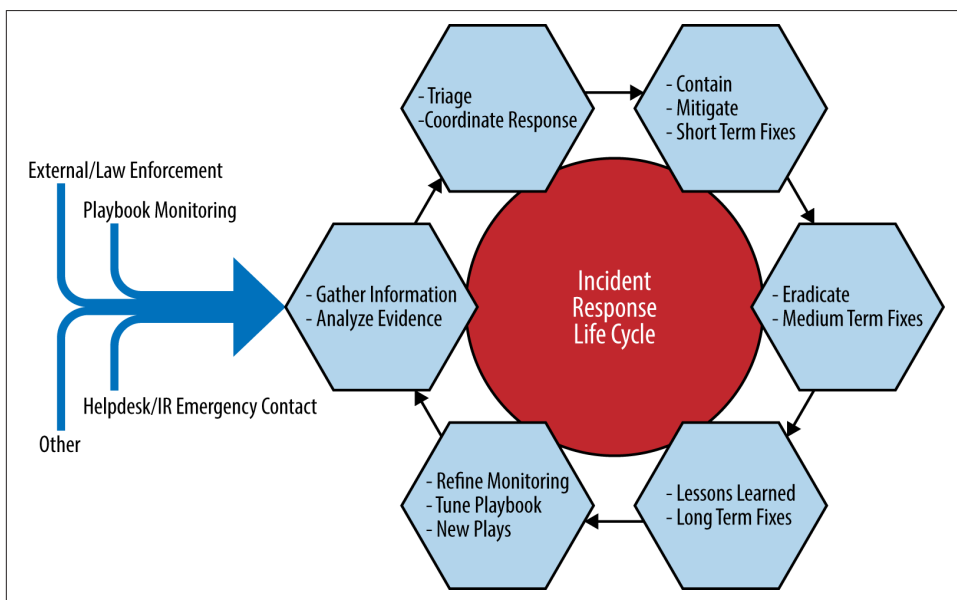 External/Law Enforcement
Playbook Monitoring
Helpdesk/IR Emergency Contact
Other
- Gather Information
- Analyze Evidence
- Triage
-Coordinate Response
- Contain
- Mitigate
- Short Term Fixes
- Eradicate
- Medium Term Fixes
- Lessons Learned
- Long Term Fixes
- Refine Monitoring
- Tune Playbook
- New Plays
Incident
Response
Life Cycle